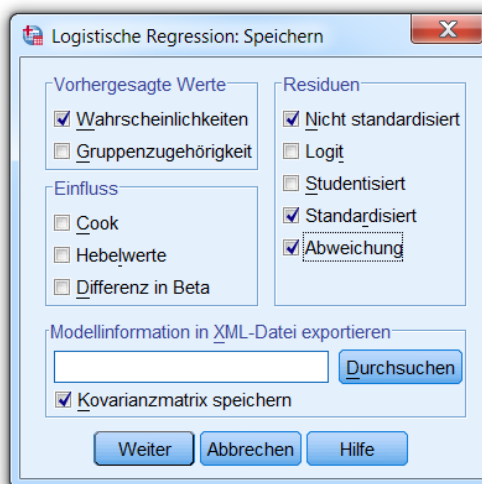 Logistische Regression: Speichern
Vorhergesagte Werte
Wahrscheinlichkeiten
Gruppenzugehörigkeit
Einfluss
Cook
Hebelwerte
Differenz in Beta
Residuen
Nicht standardisiert
Logit
Studentisiert
Standardisiert
Abweichung
Modellinformation in XML-Datei exportieren
Durchsuchen
Kovarianzmatrix speichern
Weiter Abbrechen Hilfe